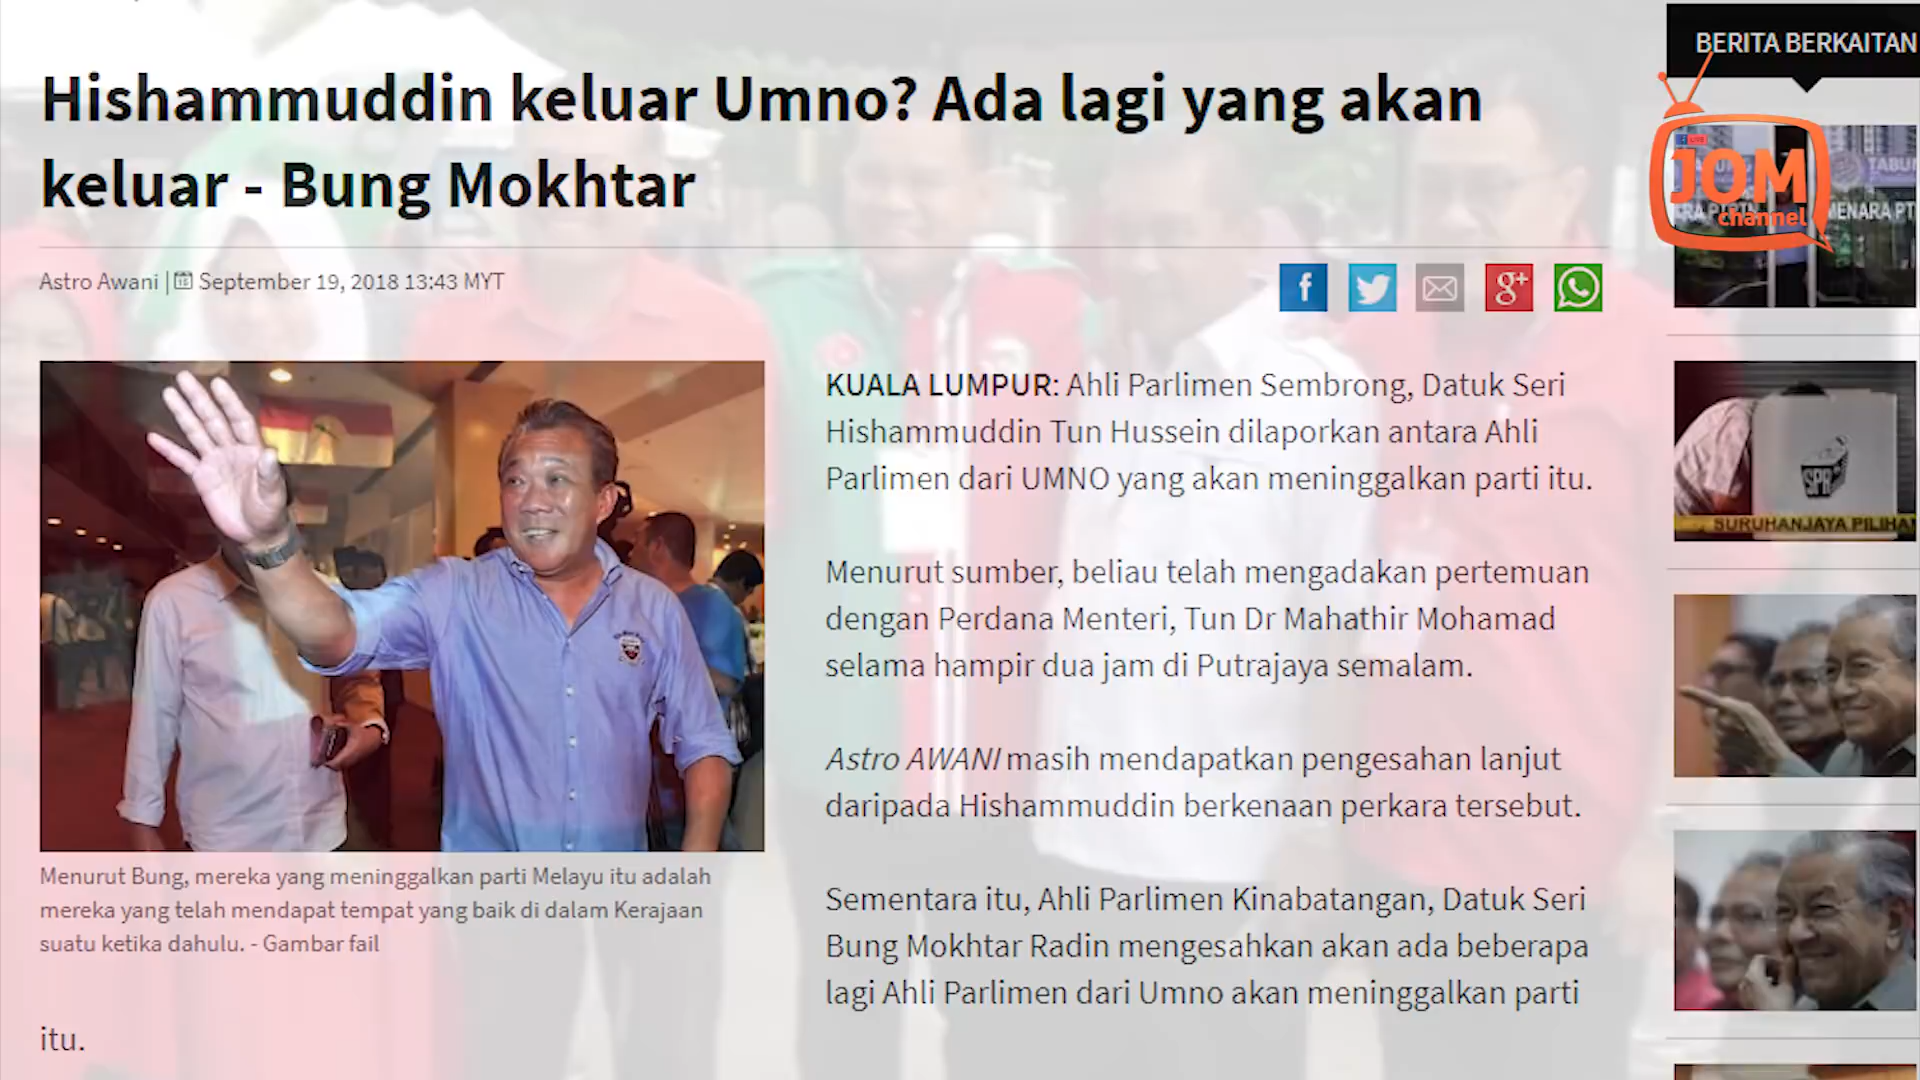 BERITA BERKAITAN
Hishammuddin keluar Umno? Ada lagi yang akan
keluar - Bung Mokhtar
JOM
channel
MENARA PT
Astro Awani | September 19, 2018 13:43 MYT
KUALA LUMPUR: Ahli Parlimen Sembrong, Datuk Seri
Hishammuddin Tun Hussein dilaporkan antara Ahli
Parlimen dari UMNO yang akan meninggalkan parti itu.
Menurut sumber, beliau telah mengadakan pertemuan
dengan Perdana Menteri, Tun Dr Mahathir Mohamad
selama hampir dua jam di Putrajaya semalam.
Astro AWANI masih mendapatkan pengesahan lanjut
daripada Hishammuddin berkenaan perkara tersebut.
Sementara itu, Ahli Parlimen Kinabatangan, Datuk Seri
Bung Mokhtar Radin mengesahkan akan ada beberapa
lagi Ahli Parlimen dari Umno akan meninggalkan parti
itu.
Menurut Bung, mereka yang meninggalkan parti Melayu itu adalah
mereka yang telah mendapat tempat yang baik di dalam Kerajaan
suatu ketika dahulu. - Gambar fail
SPR
SURUHANJAYA PILIHAN